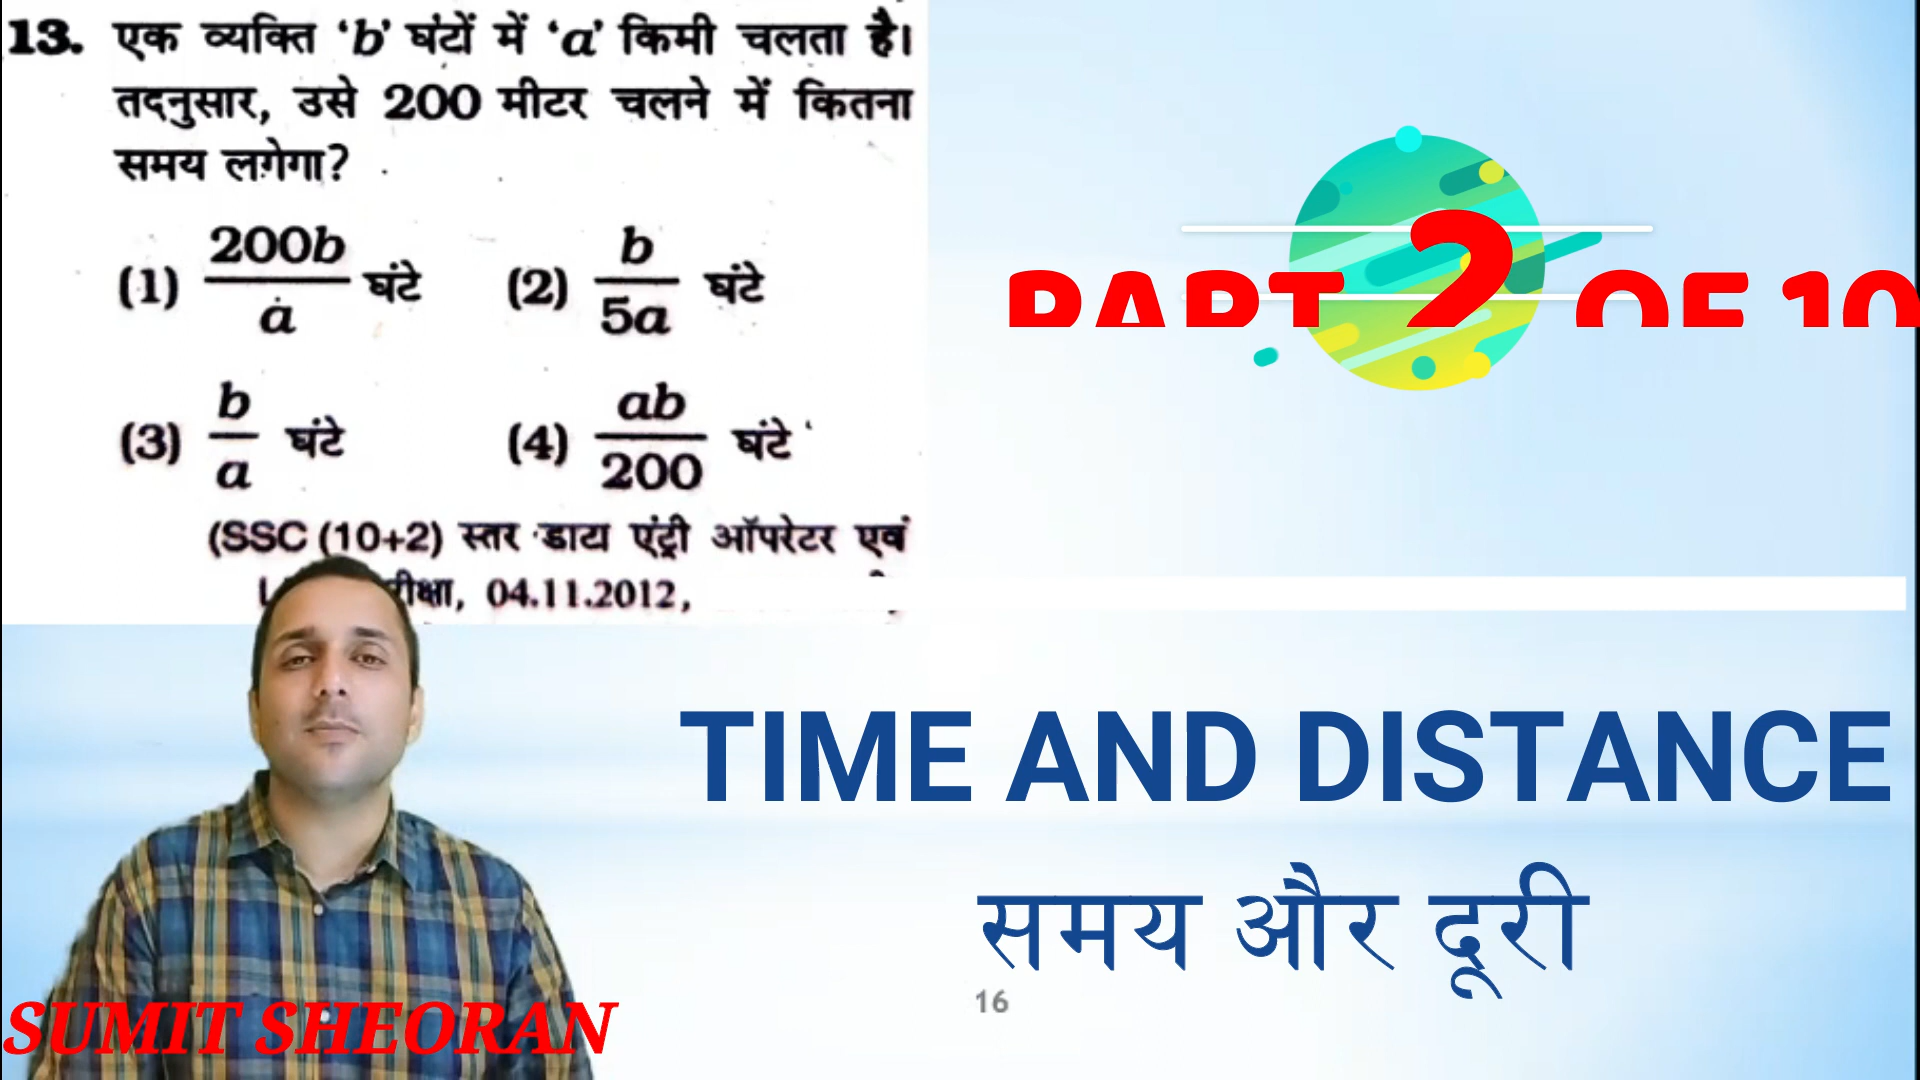 13. एक व्यक्ति ‘b’ घंटों में ‘a’ किमी चलता है।
तद्नुसार, उसे 200 मीटर चलने में कितना
समय लगेगा?
(1) 200b/a घंटे (2) b/5a घंटे
(3) b/a घंटे (4) ab/200 घंटे
(SSC (10+2) स्तर डाटा एंट्री ऑपरेटर एवं
04.11.2012,
PART 2 OF 10
TIME AND DISTANCE
समय और दूरी
16
SUMIT SHEORAN